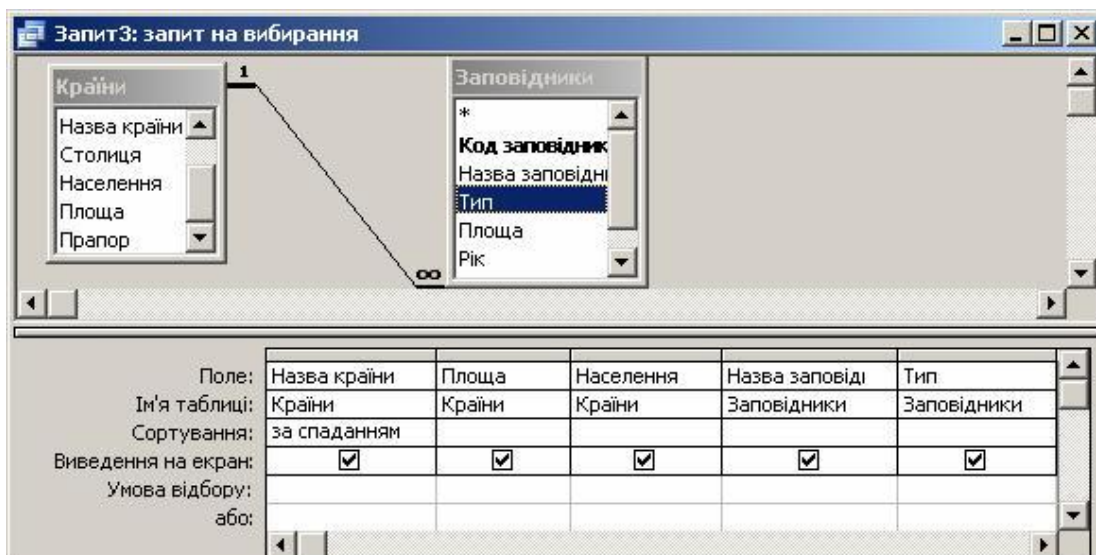 Запит3: запит на вибирання
Країни
Назва країни
Столиця
Населення
Площа
Прапор
1
∞
Заповідники
*
Код заповідник
Назва заповідн
Тип
Площа
Рік
Поле: Назва країни Площа Населення Назва заповіді Тип
Ім'я таблиці: Країни Країни Країни Заповідники Заповідники
Сортування: за спаданням
Виведення на екран:
Умова відбору:
або: